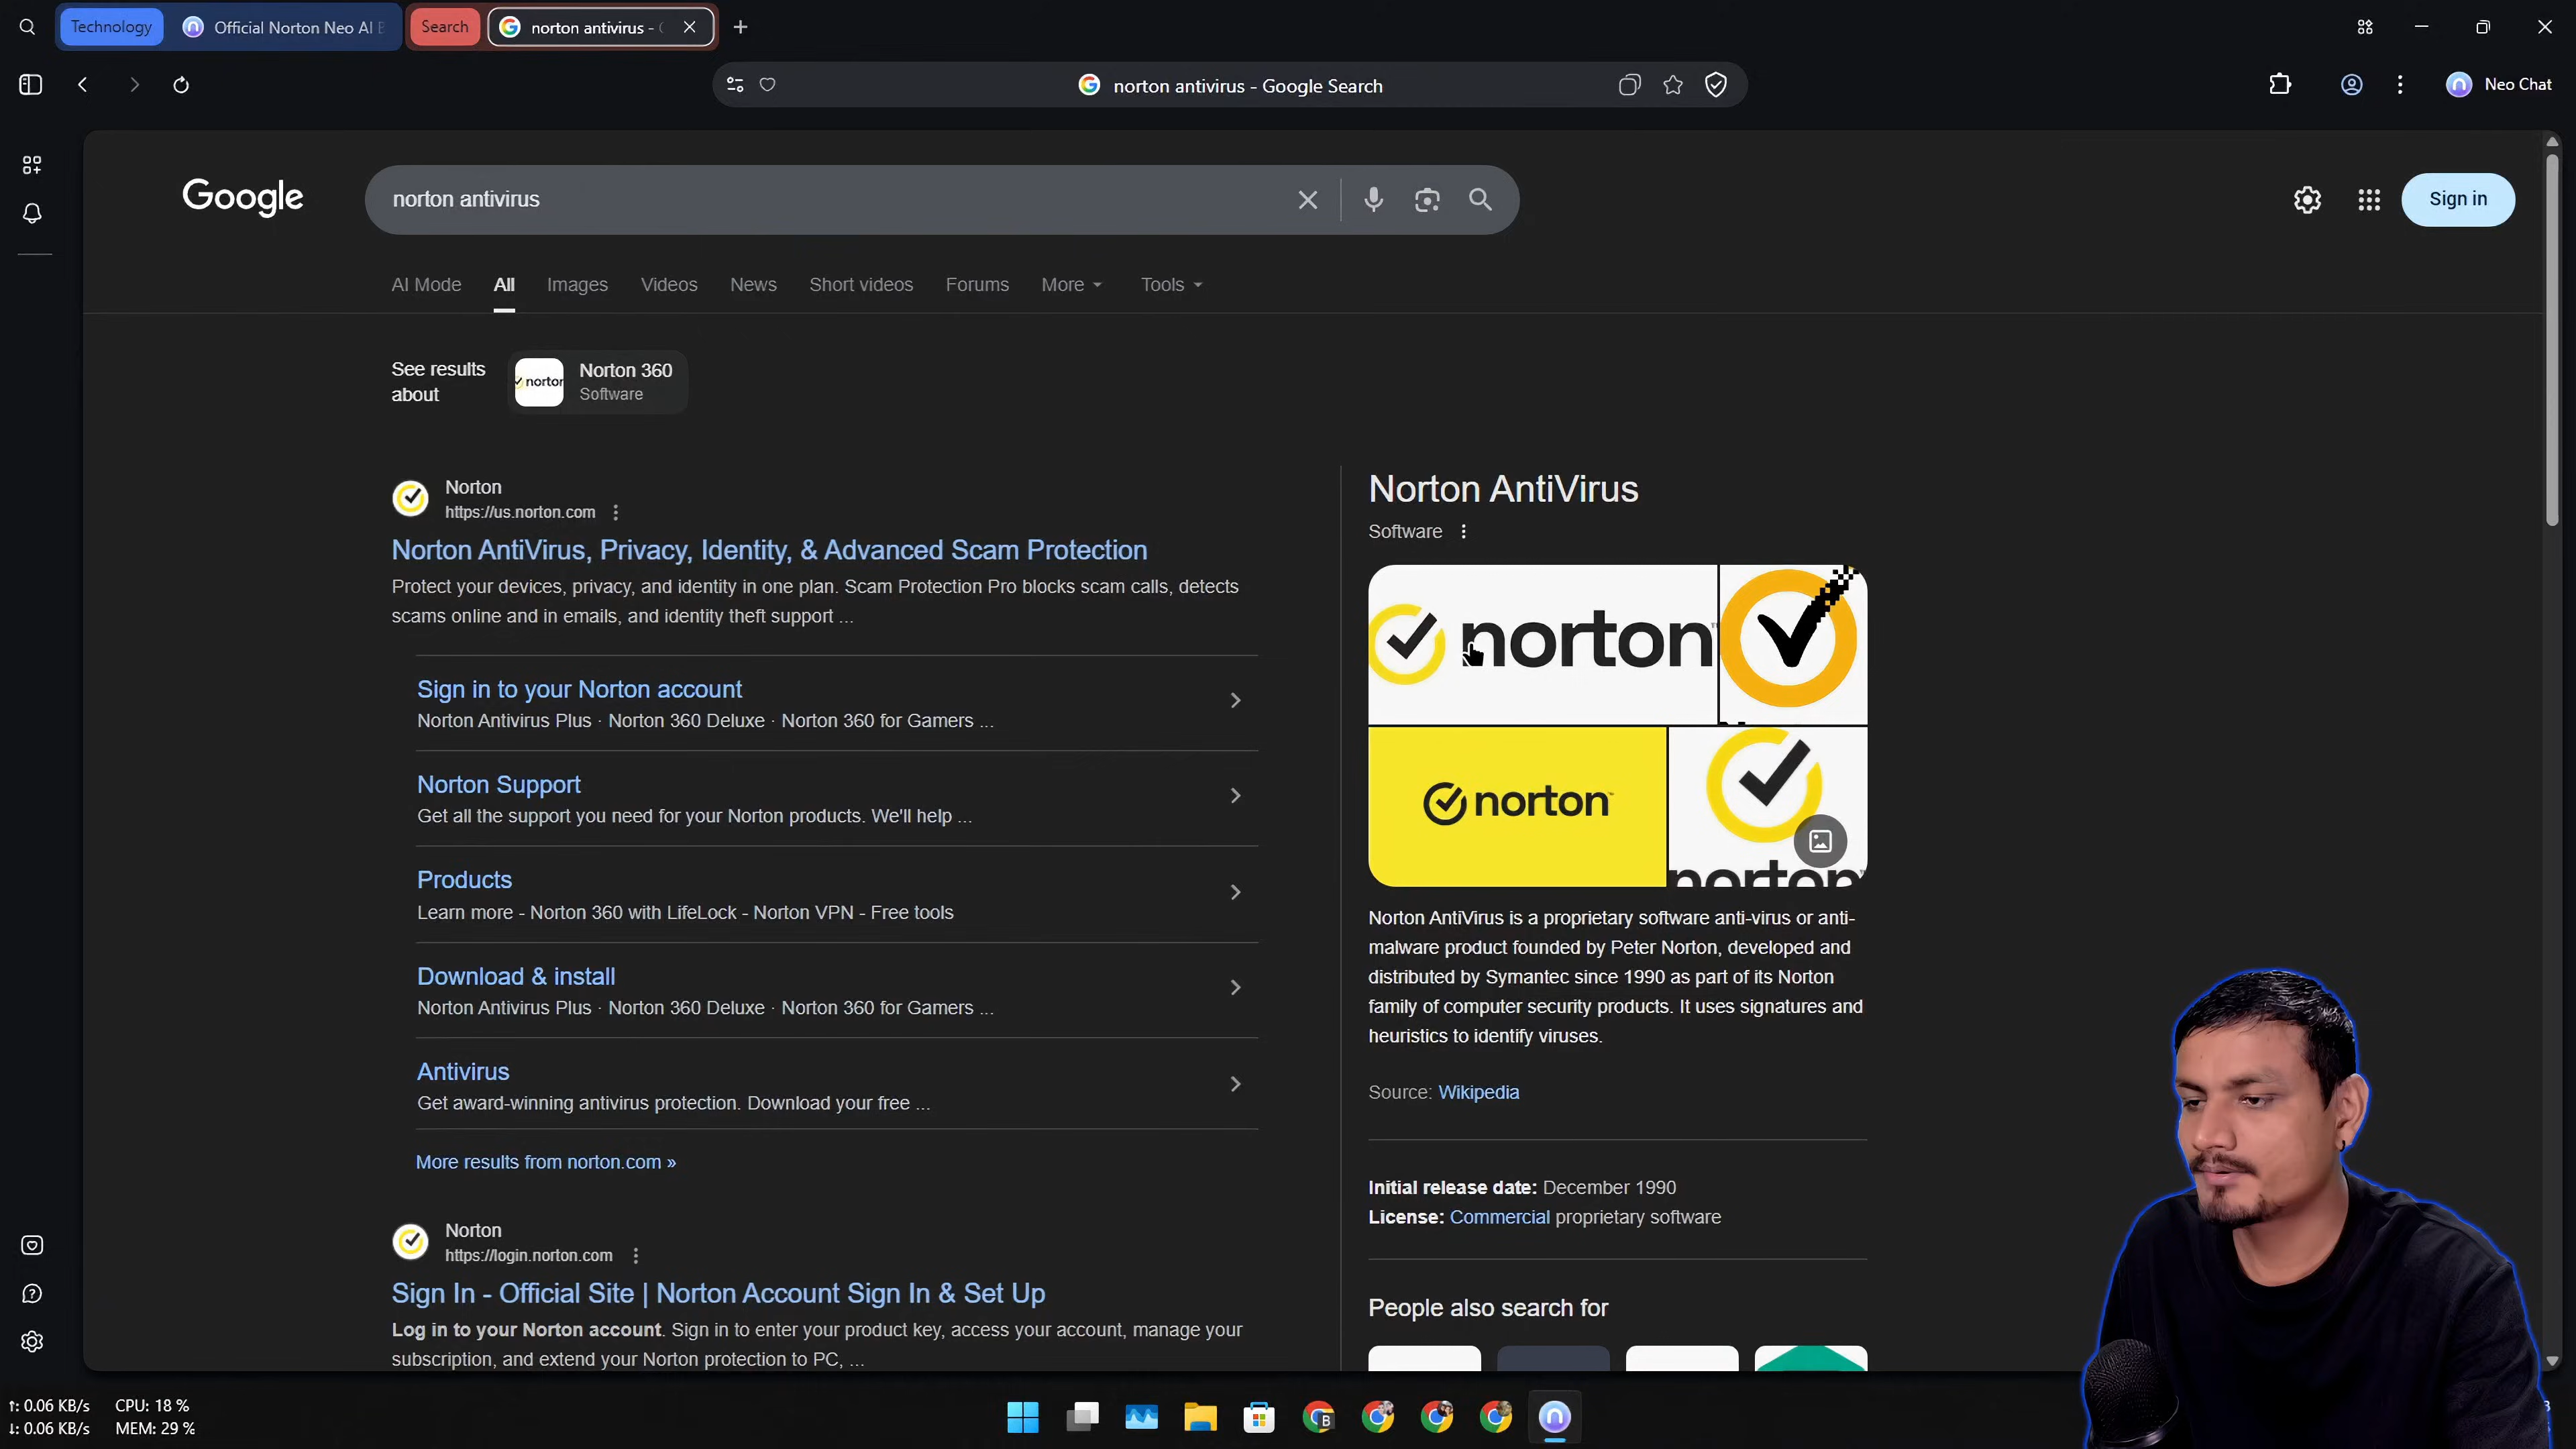 Technology
Official Norton Neo AI B
Search
norton antivirus - G
norton antivirus - Google Search
Neo Chat
Google
norton antivirus
Sign in
AI Mode
All
Images
Videos
News
Short videos
Forums
More
Tools
See results
about
norton
Norton 360
Software
Norton
https://us.norton.com
Norton AntiVirus, Privacy, Identity, & Advanced Scam Protection
Protect your devices, privacy, and identity in one plan. Scam Protection Pro blocks scam calls, detects
scams online and in emails, and identity theft support ...
Sign in to your Norton account
Norton Antivirus Plus · Norton 360 Deluxe · Norton 360 for Gamers ...
Norton Support
Get all the support you need for your Norton products. We'll help ...
Products
Learn more - Norton 360 with LifeLock - Norton VPN - Free tools
Download & install
Norton Antivirus Plus · Norton 360 Deluxe · Norton 360 for Gamers ...
Antivirus
Get award-winning antivirus protection. Download your free ...
More results from norton.com »
Norton
https://login.norton.com
Sign In - Official Site | Norton Account Sign In & Set Up
Log in to your Norton account. Sign in to enter your product key, access your account, manage your
subscription, and extend your Norton protection to PC, ...
Norton AntiVirus
Software
norton
norton
norton
Norton AntiVirus is a proprietary software anti-virus or anti-
malware product founded by Peter Norton, developed and
distributed by Symantec since 1990 as part of its Norton
family of computer security products. It uses signatures and
heuristics to identify viruses.
Source: Wikipedia
Initial release date: December 1990
License: Commercial proprietary software
People also search for
↑: 0.06 KB/s
CPU: 18 %
↓: 0.06 KB/s
MEM: 29 %
B